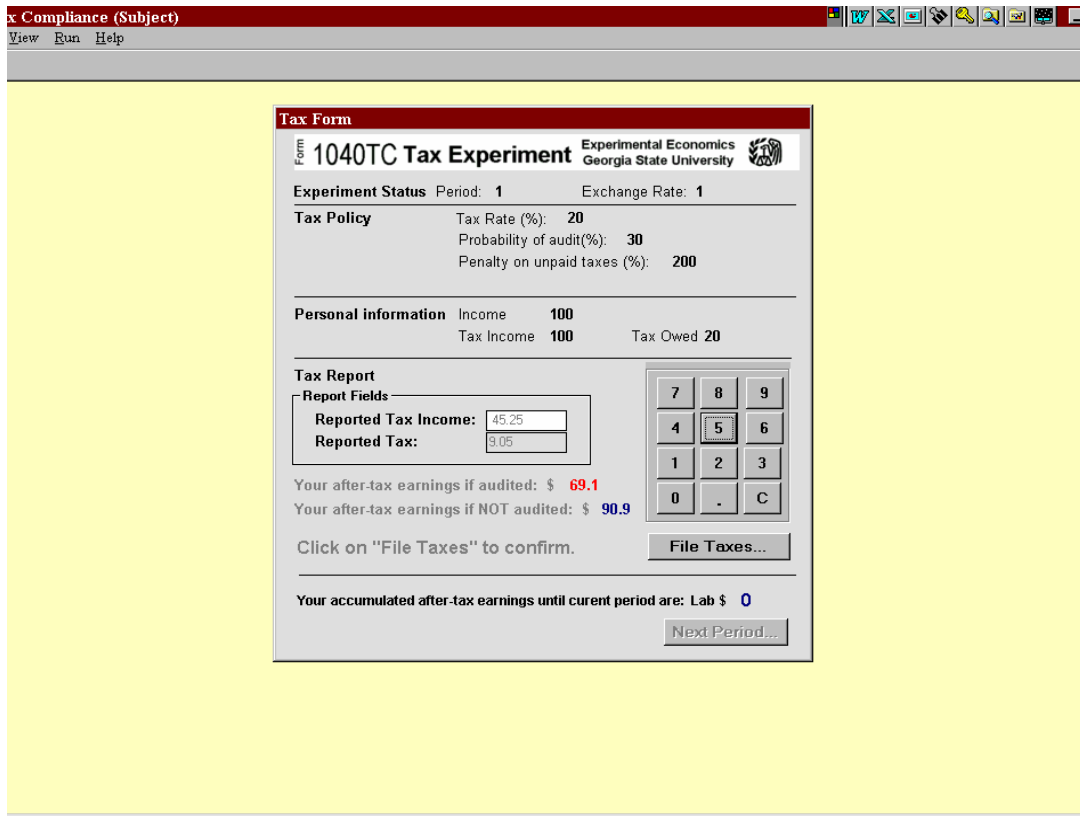 x Compliance (Subject)
View Run Help
Tax Form
Form 1040TC Tax Experiment Experimental Economics
Georgia State University
Experiment Status Period: 1 Exchange Rate: 1
Tax Policy Tax Rate (%): 20
Probability of audit(%): 30
Penalty on unpaid taxes (%): 200
Personal information Income 100
Tax Income 100 Tax Owed 20
Tax Report
Report Fields
Reported Tax Income: 45.25
Reported Tax: 9.05
7 8 9
4 5 6
1 2 3
0 . C
Your after-tax earnings if audited: $ 69.1
Your after-tax earnings if NOT audited: $ 90.9
Click on "File Taxes" to confirm.
File Taxes...
Your accumulated after-tax earnings until curent period are: Lab $ 0
Next Period...